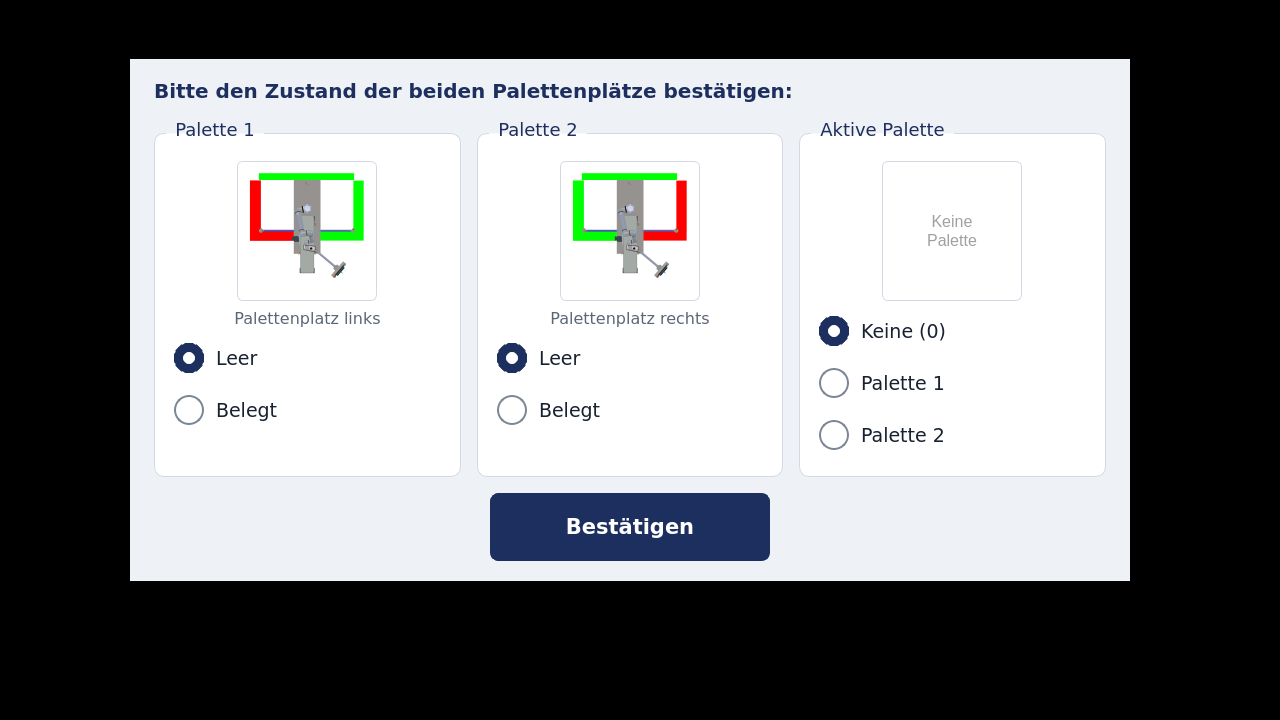 Bitte den Zustand der beiden Palettenplätze bestätigen:
Palette 1
Palettenplatz links
Leer
Belegt
Palette 2
Palettenplatz rechts
Leer
Belegt
Aktive Palette
Keine
Palette
Keine (0)
Palette 1
Palette 2
Bestätigen